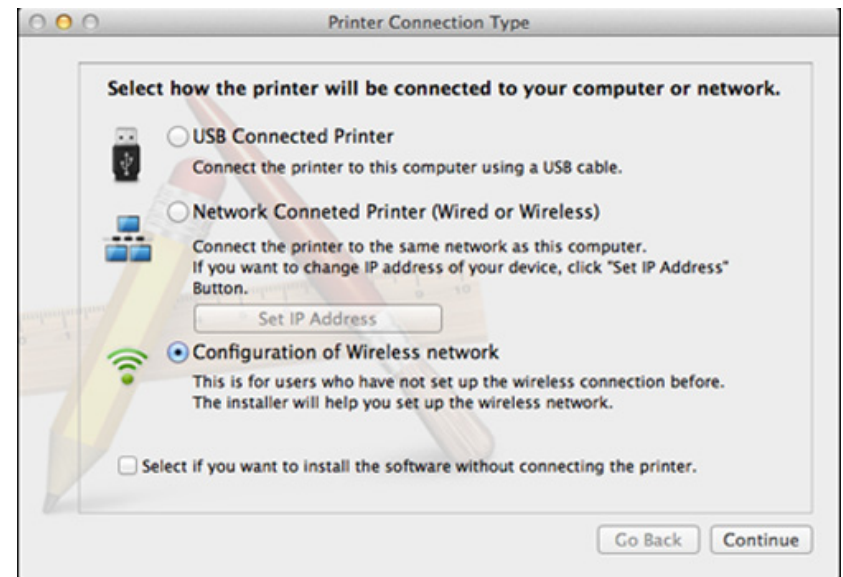 Printer Connection Type
Select how the printer will be connected to your computer or network.
USB Connected Printer
Connect the printer to this computer using a USB cable.
Network Conneted Printer (Wired or Wireless)
Connect the printer to the same network as this computer.
If you want to change IP address of your device, click "Set IP Address"
Button.
Set IP Address
Configuration of Wireless network
This is for users who have not set up the wireless connection before.
The installer will help you set up the wireless network.
Select if you want to install the software without connecting the printer.
Go Back Continue